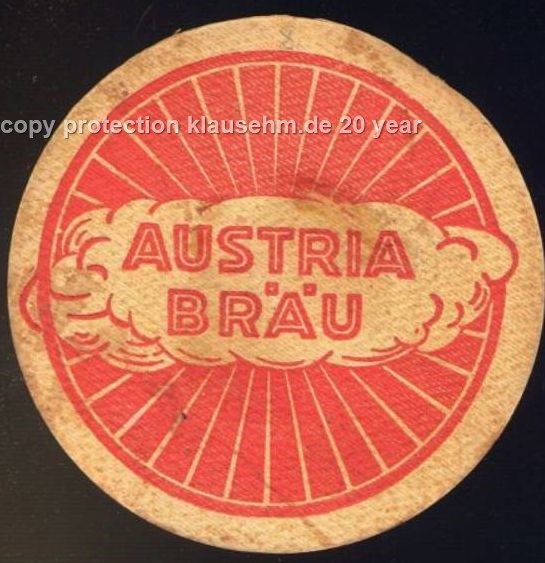 copy protection klausehm.de 20 year
AUSTRIA
BRÄU